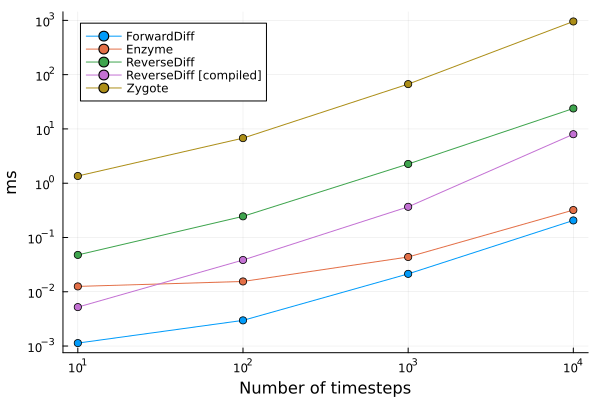 ForwardDiff
Enzyme
ReverseDiff
ReverseDiff [compiled]
Zygote
ms
10³
10²
10¹
10⁰
10⁻¹
10⁻²
10⁻³
10¹ 10² 10³ 10⁴
Number of timesteps